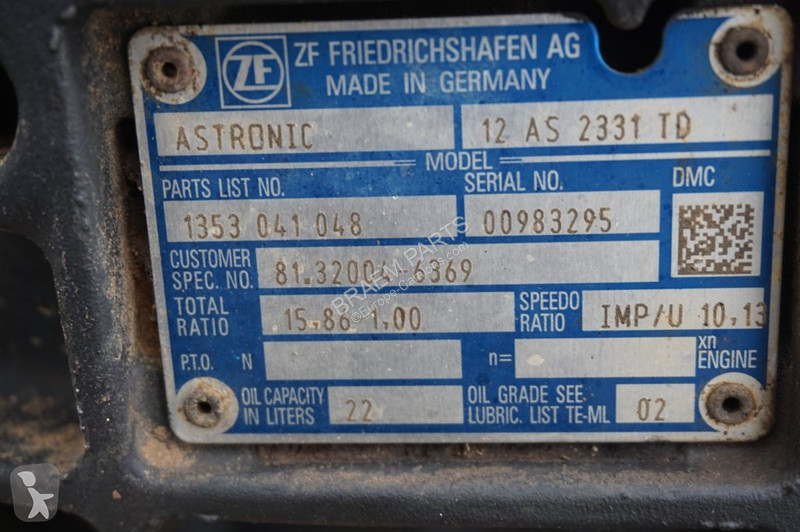 ZF FRIEDRICHSHAFEN AG
ZF
MADE IN GERMANY
ASTRONIC 12 AS 2331 TD
MODEL
PARTS LIST NO. SERIAL NO. DMC
1353 041 048 00983295
CUSTOMER
SPEC. NO. 81.32004-6369
TOTAL
RATIO 15,86 1,00 SPEEDO
RATIO IMP/U 10,13
P.T.O. N n= xn
ENGINE
OIL CAPACITY
IN LITERS 22 OIL GRADE SEE
LUBRIC. LIST TE-ML 02
BRAEM PARTS
©Europe-Camions.com